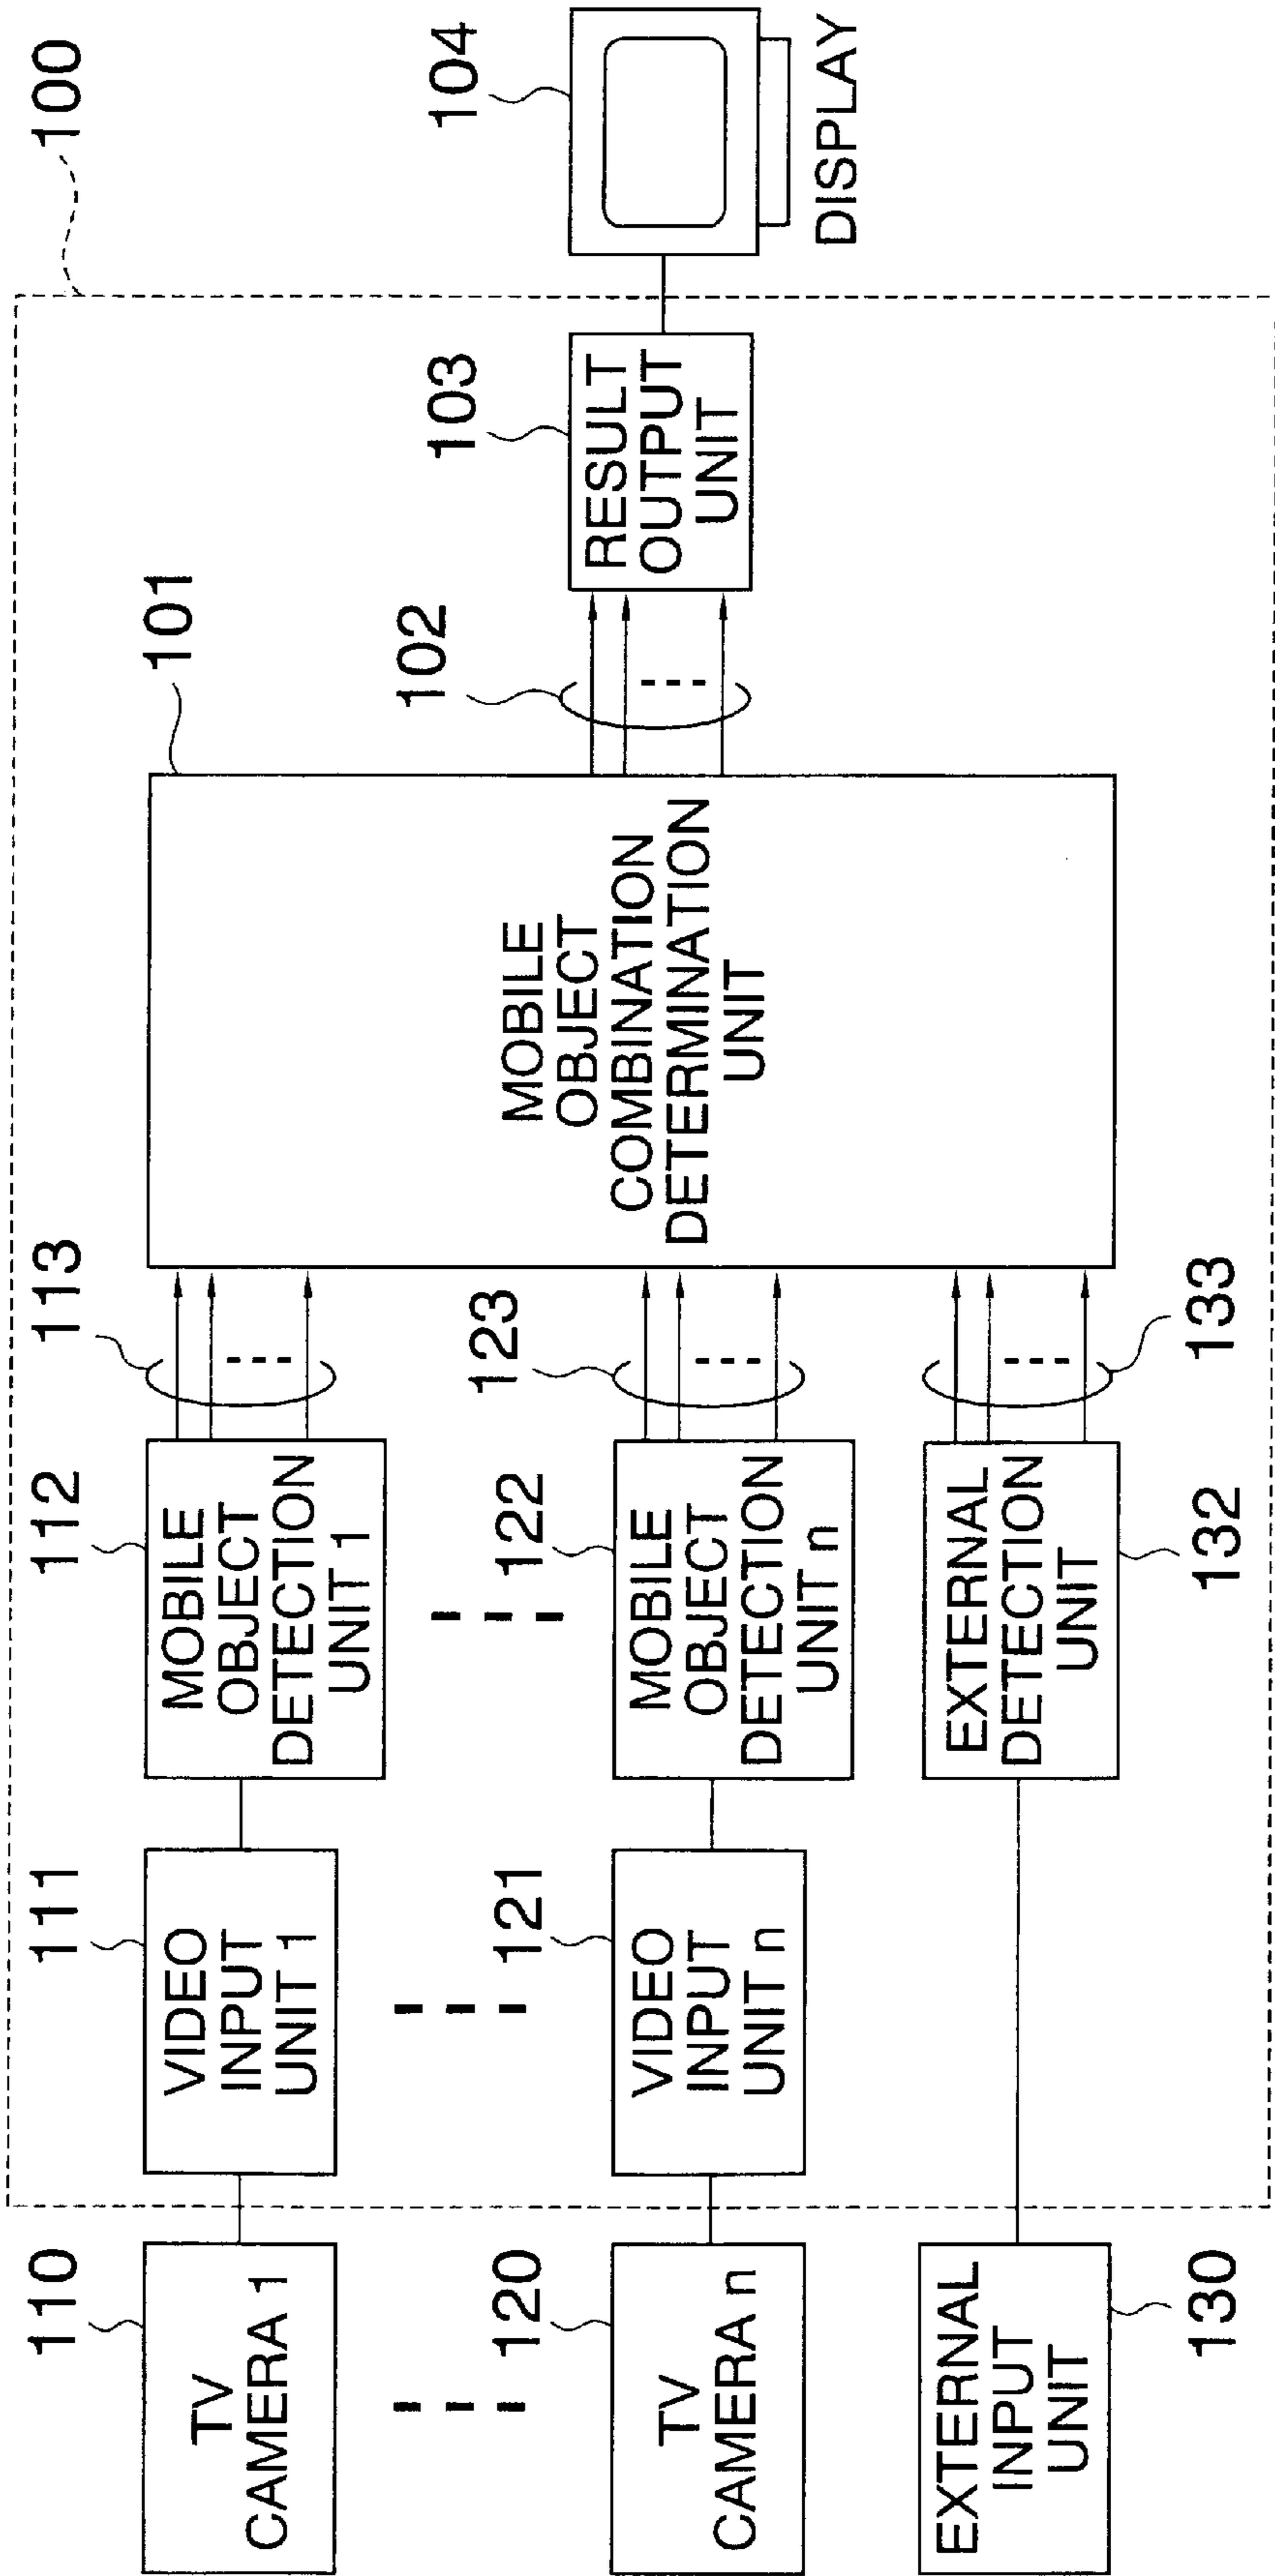 100
110
TV
CAMERA 1
111
VIDEO
INPUT
UNIT 1
112
MOBILE
OBJECT
DETECTION
UNIT 1
113
120
TV
CAMERA n
121
VIDEO
INPUT
UNIT n
122
MOBILE
OBJECT
DETECTION
UNIT n
123
EXTERNAL
INPUT
UNIT
130
EXTERNAL
DETECTION
UNIT
132
133
101
MOBILE
OBJECT
COMBINATION
DETERMINATION
UNIT
102
103
RESULT
OUTPUT
UNIT
104
DISPLAY